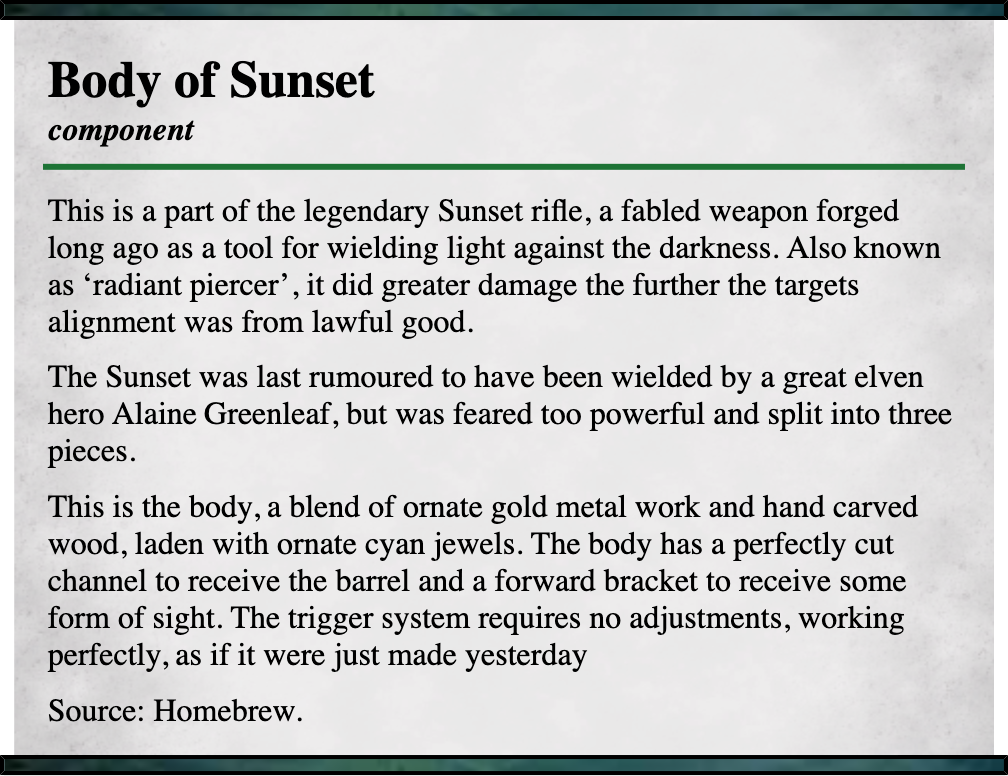 Body of Sunset
component
This is a part of the legendary Sunset rifle, a fabled weapon forged
long ago as a tool for wielding light against the darkness. Also known
as ‘radiant piercer’, it did greater damage the further the targets
alignment was from lawful good.
The Sunset was last rumoured to have been wielded by a great elven
hero Alaine Greenleaf, but was feared too powerful and split into three
pieces.
This is the body, a blend of ornate gold metal work and hand carved
wood, laden with ornate cyan jewels. The body has a perfectly cut
channel to receive the barrel and a forward bracket to receive some
form of sight. The trigger system requires no adjustments, working
perfectly, as if it were just made yesterday
Source: Homebrew.